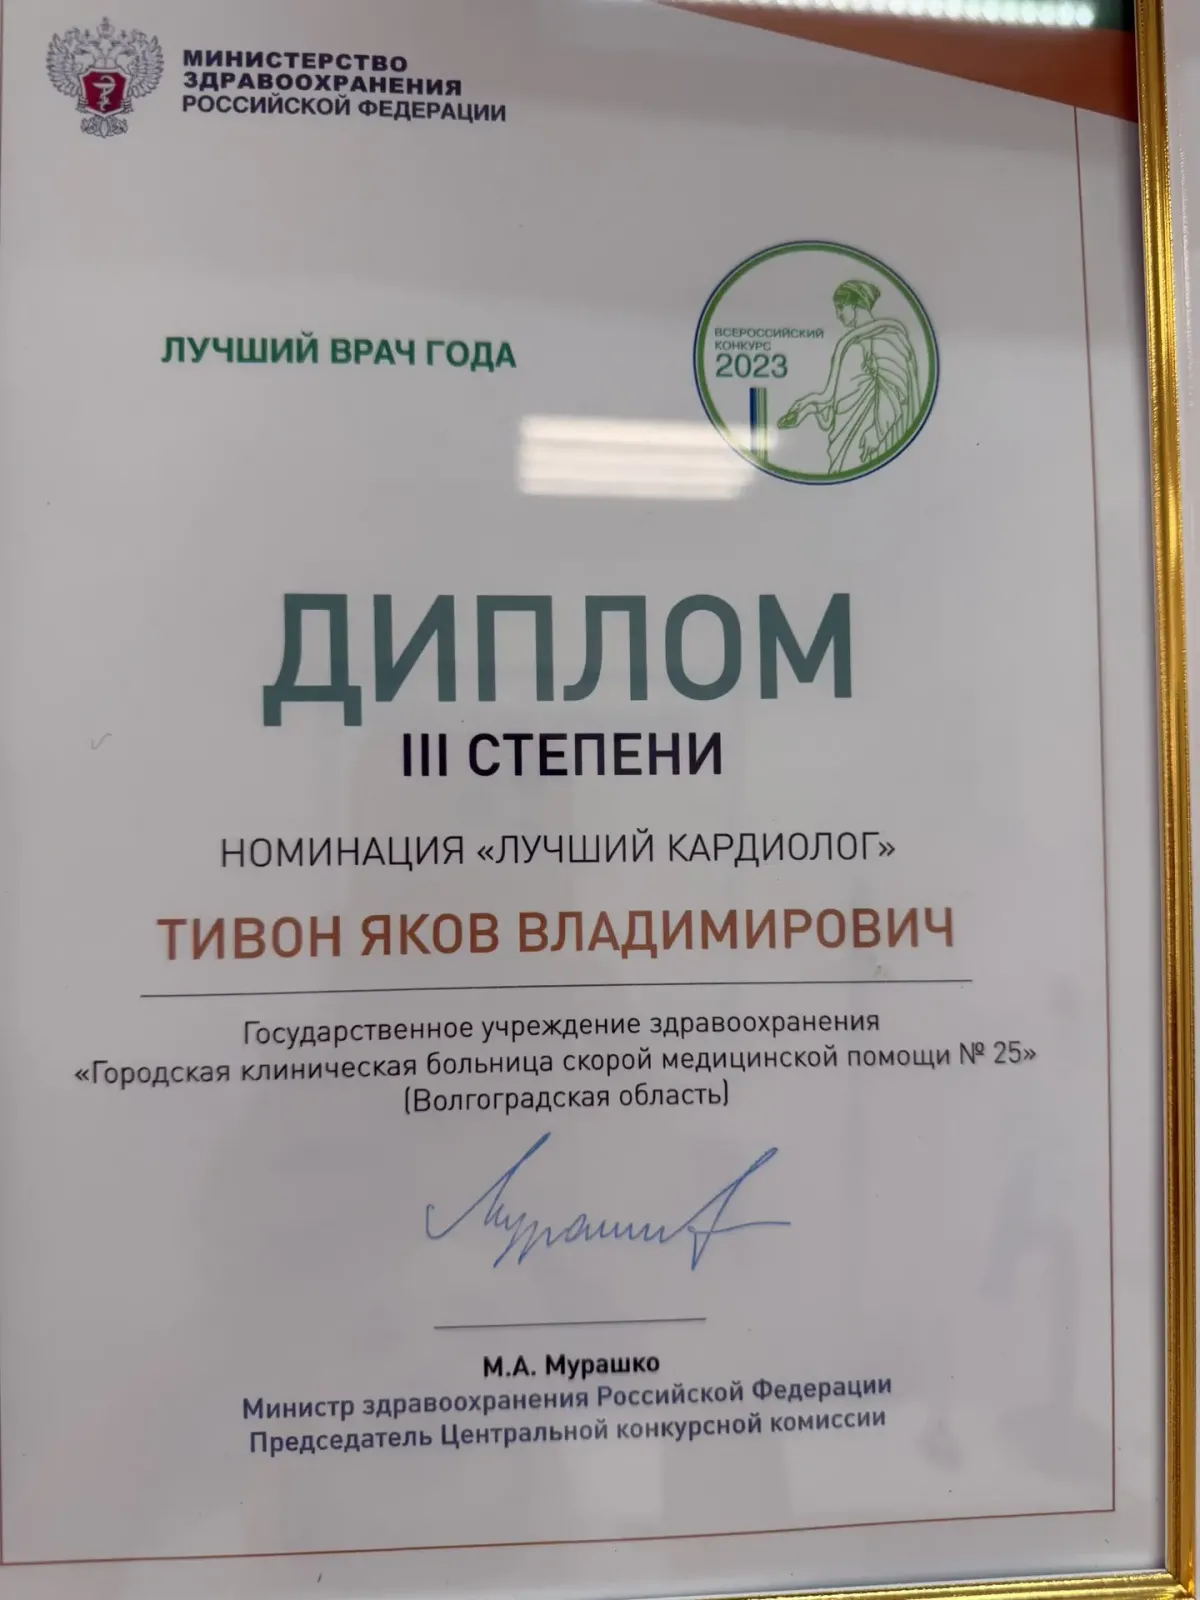 МИНИСТЕРСТВО
ЗДРАВООХРАНЕНИЯ
РОССИЙСКОЙ ФЕДЕРАЦИИ
ЛУЧШИЙ ВРАЧ ГОДА
ВСЕРОССИЙСКИЙ
КОНКУРС
2023
ДИПЛОМ
III СТЕПЕНИ
НОМИНАЦИЯ «ЛУЧШИЙ КАРДИОЛОГ»
ТИВОН ЯКОВ ВЛАДИМИРОВИЧ
Государственное учреждение здравоохранения
«Городская клиническая больница скорой медицинской помощи № 25»
(Волгоградская область)
М.А. Мурашко
Министр здравоохранения Российской Федерации
Председатель Центральной конкурсной комиссии